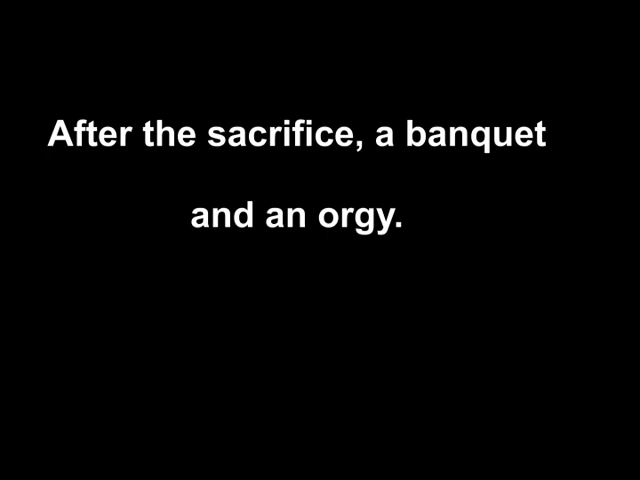 After the sacrifice, a banquet
and an orgy.